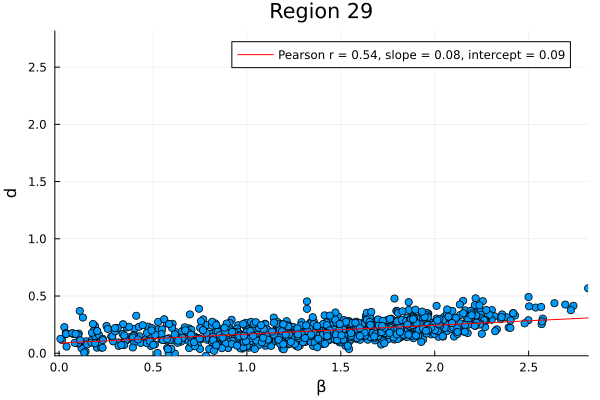 Region 29
Pearson r = 0.54, slope = 0.08, intercept = 0.09
d
2.5
2.0
1.5
1.0
0.5
0.0
0.0 0.5 1.0 1.5 2.0 2.5
β